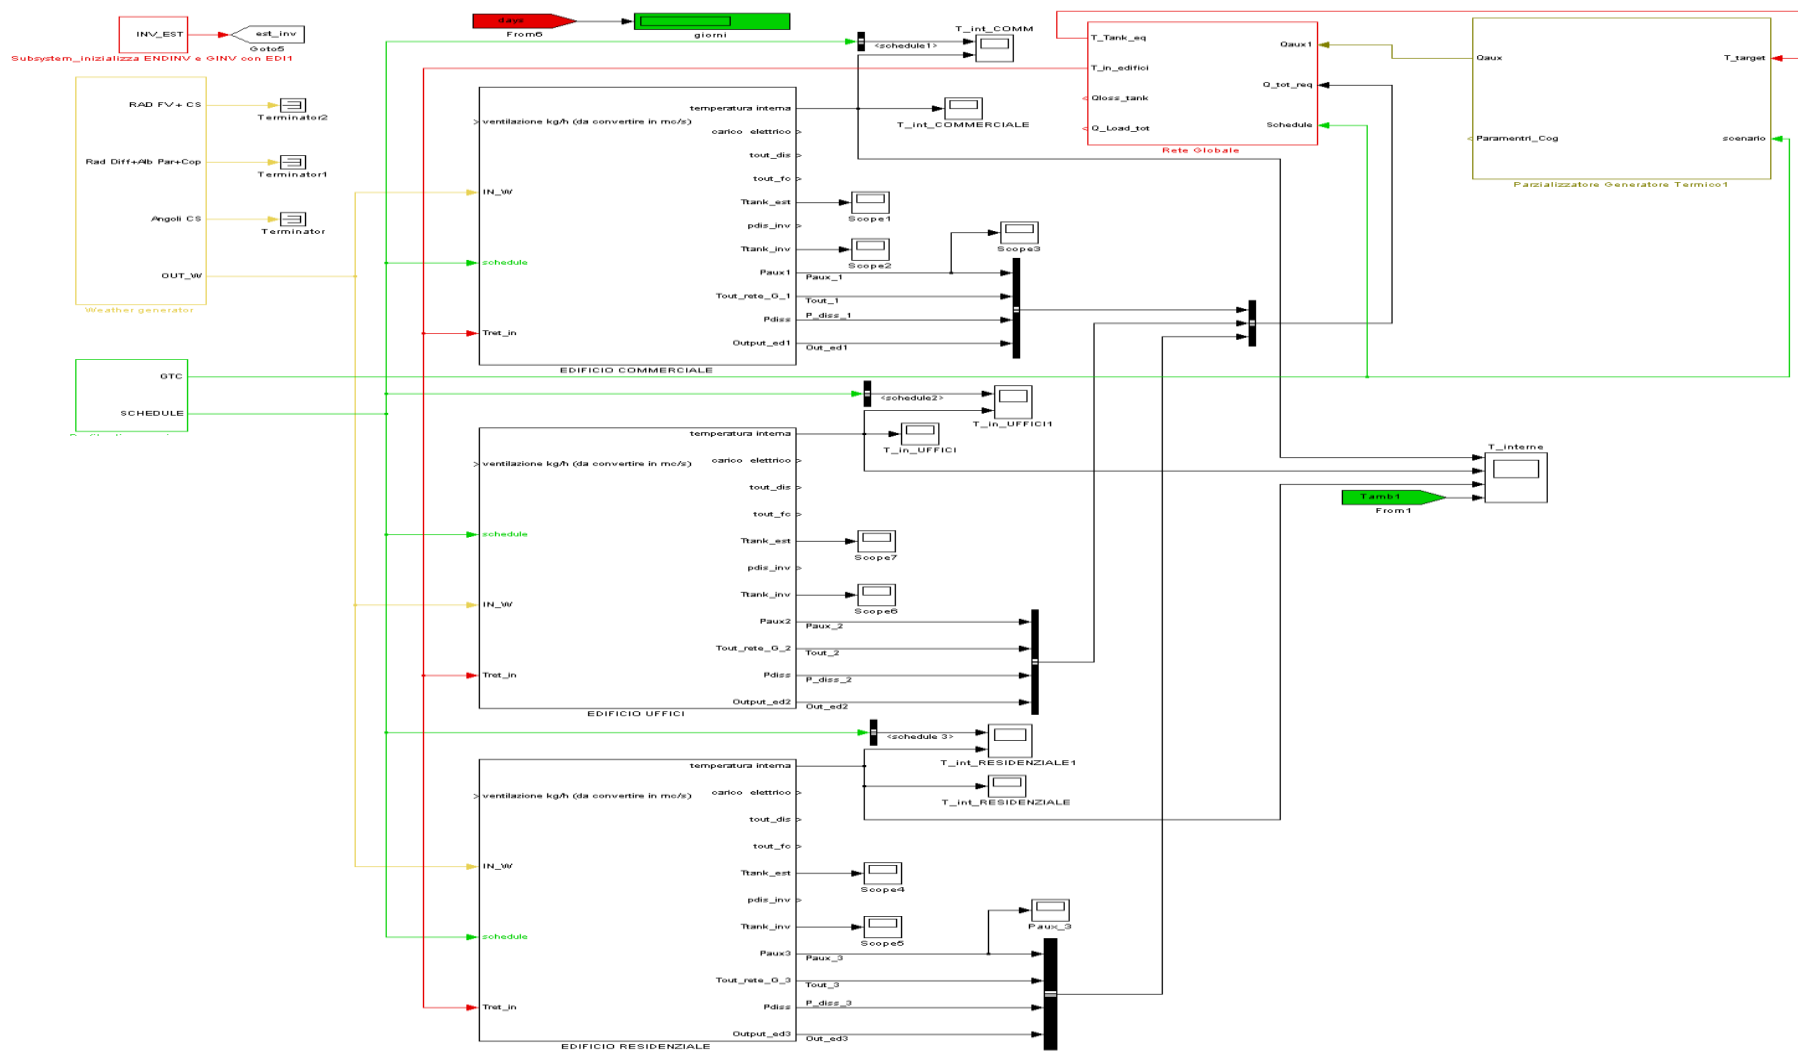 INV_EST
est_inv
Goto5
Subsystem_inizializza ENDINV e GINV con EDI1
days
From6
giorni
RAD FV+ CS
Terminator2
Rad Diff+Alb Par+Cop
Terminator1
Angoli CS
Terminator
OUT_W
Weather generator
GTC
SCHEDULE
<schedule1>
T_int_COMM
temperatura interna
T_int_COMMERCIALE
ventilazione kg/h (da convertire in mc/s)
carico elettrico
tout_dis
tout_fc
IN_W
Ttank_est
Scope1
pdis_inv
Ttank_inv
Scope2
Scope3
schedule
Paux1
Paux_1
Tout_rete_G_1
Tout_1
Pdiss
P_diss_1
Tret_in
Output_ed1
Out_ed1
EDIFICIO COMMERCIALE
T_Tank_eq
Qaux1
T_in_edifici
Q_tot_req
Qloss_tank
Q_Load_tot
Schedule
Rete Globale
Qaux
T_target
Paramentri_Cog
scenario
Parzializzatore Generatore Termico1
<schedule2>
T_in_UFFICI1
temperatura interna
T_in_UFFICI
ventilazione kg/h (da convertire in mc/s)
carico elettrico
tout_dis
tout_fc
schedule
Ttank_est
Scope7
pdis_inv
IN_W
Ttank_inv
Scope6
Paux2
Paux_2
Tout_rete_G_2
Tout_2
Tret_in
Pdiss
P_diss_2
Output_ed2
Out_ed2
EDIFICIO UFFICI
T_interne
Tamb1
From1
<schedule 3>
T_int_RESIDENZIALE1
temperatura interna
T_int_RESIDENZIALE
ventilazione kg/h (da convertire in mc/s)
carico elettrico
tout_dis
tout_fc
IN_W
Ttank_est
Scope4
pdis_inv
Ttank_inv
Scope5
schedule
Paux3
Paux_3
Paux_3
Tout_rete_G_3
Tout_3
Tret_in
Pdiss
P_diss_3
Output_ed3
Out_ed3
EDIFICIO RESIDENZIALE